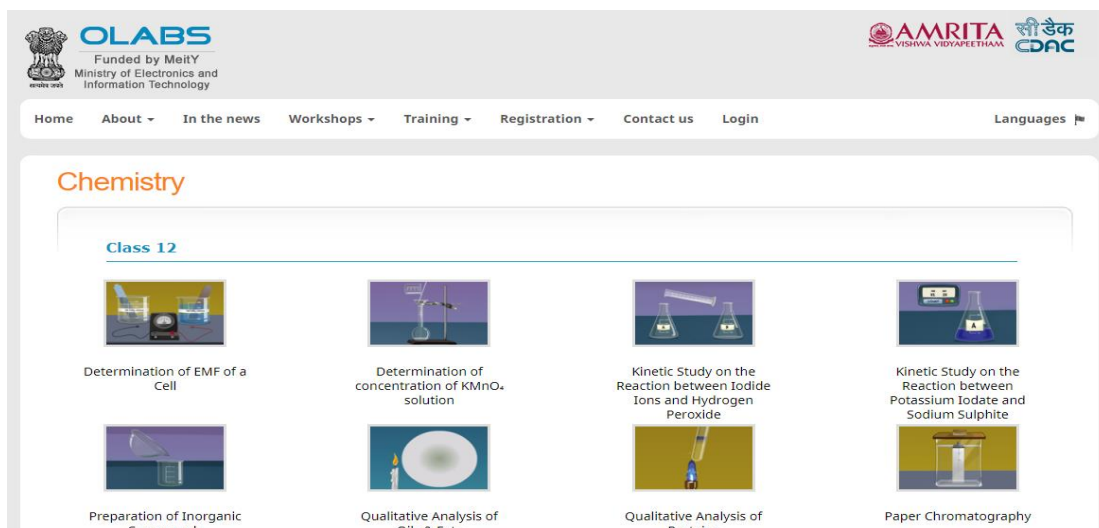 OLABS
Funded by MeitY
Ministry of Electronics and
Information Technology
सत्यमेव जयते
AMRITA
VISHWA VIDYAPEETHAM
सी डैक
CDAC
Home About In the news Workshops Training Registration Contact us Login Languages
Chemistry
Class 12
Determination of EMF of a
Cell
Determination of
concentration of KMnO₄
solution
Kinetic Study on the
Reaction between Iodide
Ions and Hydrogen
Peroxide
Kinetic Study on the
Reaction between
Potassium Iodate and
Sodium Sulphite
A B
A
Preparation of Inorganic
Qualitative Analysis of
Qualitative Analysis of
Paper Chromatography